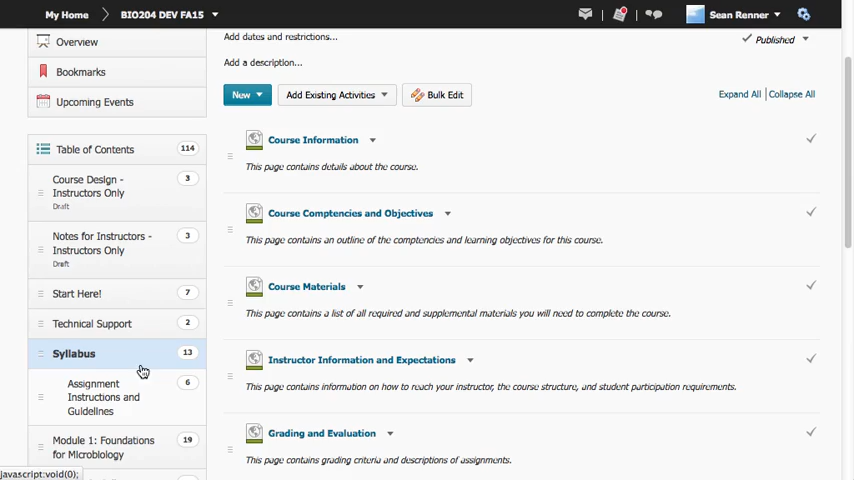 My Home
BIO204 DEV FA15
Sean Renner
Overview
Bookmarks
Upcoming Events
Table of Contents 114
Course Design -
Instructors Only
Draft
3
Notes for Instructors -
Instructors Only
Draft
3
Start Here! 7
Technical Support 2
Syllabus 13
Assignment
Instructions and
Guidelines
6
Module 1: Foundations
for Microbiology
19
javascript:void(0);
Add dates and restrictions...
Published
Add a description...
New
Add Existing Activities
Bulk Edit
Expand All | Collapse All
Course Information
This page contains details about the course.
Course Comptencies and Objectives
This page contains an outline of the competencies and learning objectives for this course.
Course Materials
This page contains a list of all required and supplemental materials you will need to complete the course.
Instructor Information and Expectations
This page contains information on how to reach your instructor, the course structure, and student participation requirements.
Grading and Evaluation
This page contains grading criteria and descriptions of assignments.